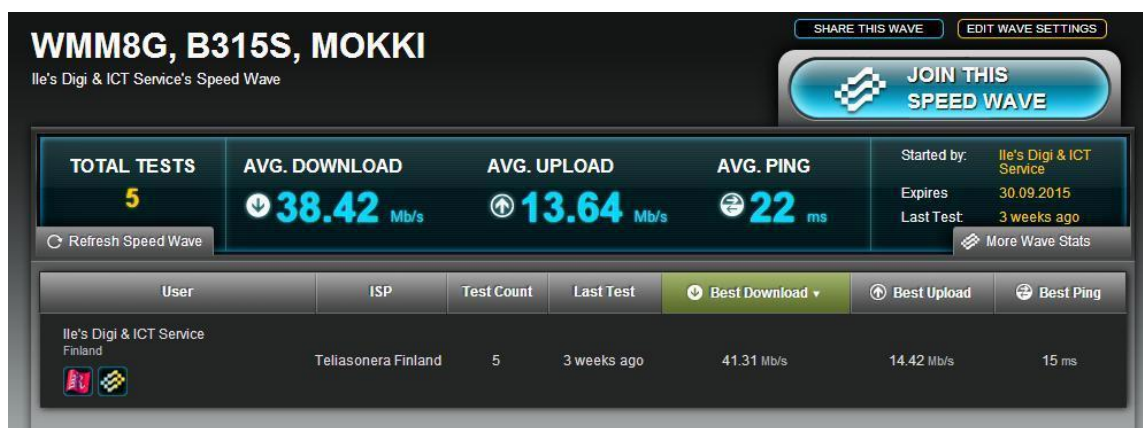 WMM8G, B315S, MOKKI
Ile's Digi & ICT Service's Speed Wave
SHARE THIS WAVE
EDIT WAVE SETTINGS
JOIN THIS
SPEED WAVE
TOTAL TESTS
5
Refresh Speed Wave
AVG. DOWNLOAD
38.42 Mb/s
AVG. UPLOAD
13.64 Mb/s
AVG. PING
22 ms
Started by: Ile's Digi & ICT
Service
Expires 30.09.2015
Last Test: 3 weeks ago
More Wave Stats
User ISP Test Count Last Test Best Download Best Upload Best Ping
Ile's Digi & ICT Service
Finland
Teliasonera Finland 5 3 weeks ago 41.31 Mb/s 14.42 Mb/s 15 ms